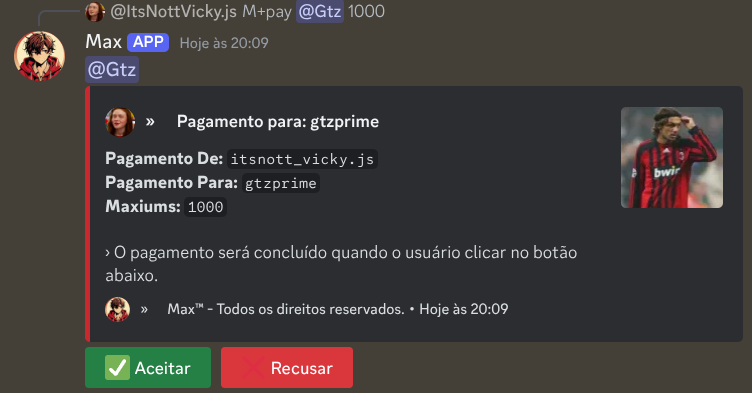 @ItsNottVicky.js M+pay @Gtz 1000
Max APP Hoje às 20:09
@Gtz
» Pagamento para: gtzprime
Pagamento De: itsnott_vicky.js
Pagamento Para: gtzprime
Maxiums: 1000
› O pagamento será concluído quando o usuário clicar no botão
abaixo.
» Max™ - Todos os direitos reservados. • Hoje às 20:09
bwin
Aceitar
Recusar